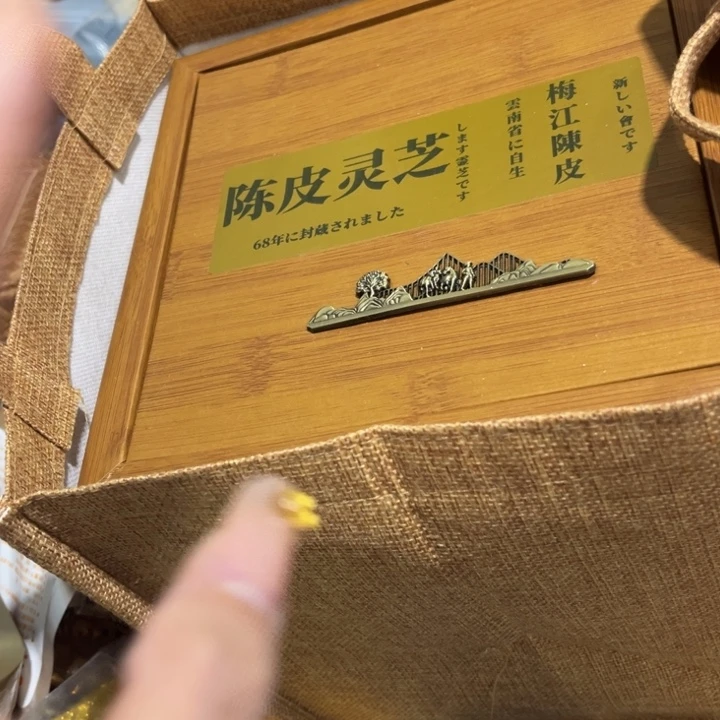 新しい會です
梅江陳皮
雲南省に自生
します霊芝です
陈皮灵芝
68年に封蔵されました